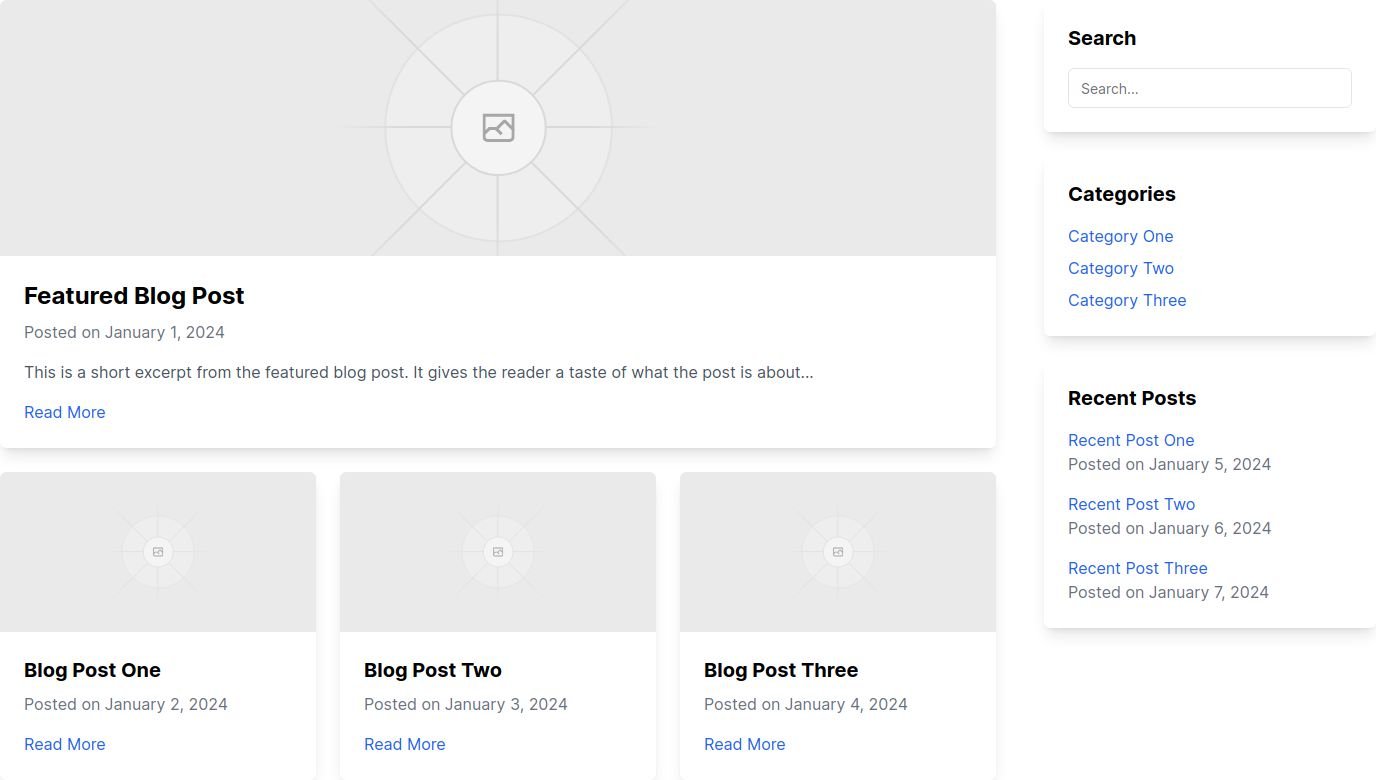 Featured Blog Post
Posted on January 1, 2024
This is a short excerpt from the featured blog post. It gives the reader a taste of what the post is about...
Read More
Blog Post One
Posted on January 2, 2024
Read More
Blog Post Two
Posted on January 3, 2024
Read More
Blog Post Three
Posted on January 4, 2024
Read More
Search
Search...
Categories
Category One
Category Two
Category Three
Recent Posts
Recent Post One
Posted on January 5, 2024
Recent Post Two
Posted on January 6, 2024
Recent Post Three
Posted on January 7, 2024